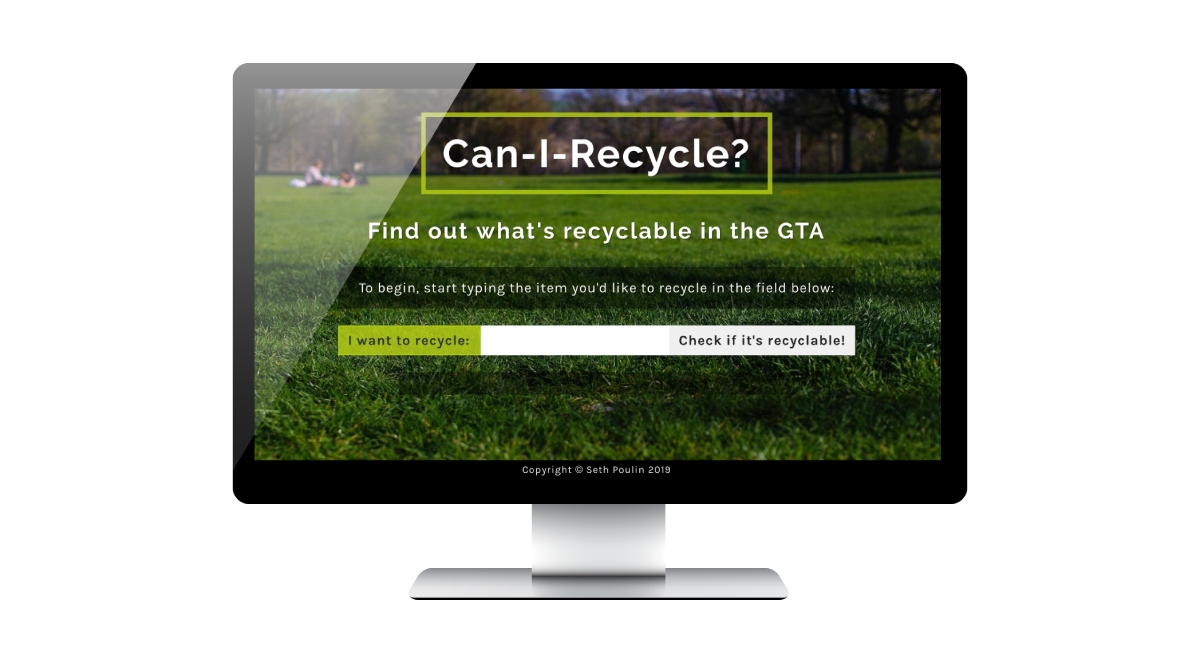 Can-I-Recycle?
Find out what's recyclable in the GTA
To begin, start typing the item you'd like to recycle in the field below:
I want to recycle: Check if it's recyclable!
Copyright © Seth Poulin 2019